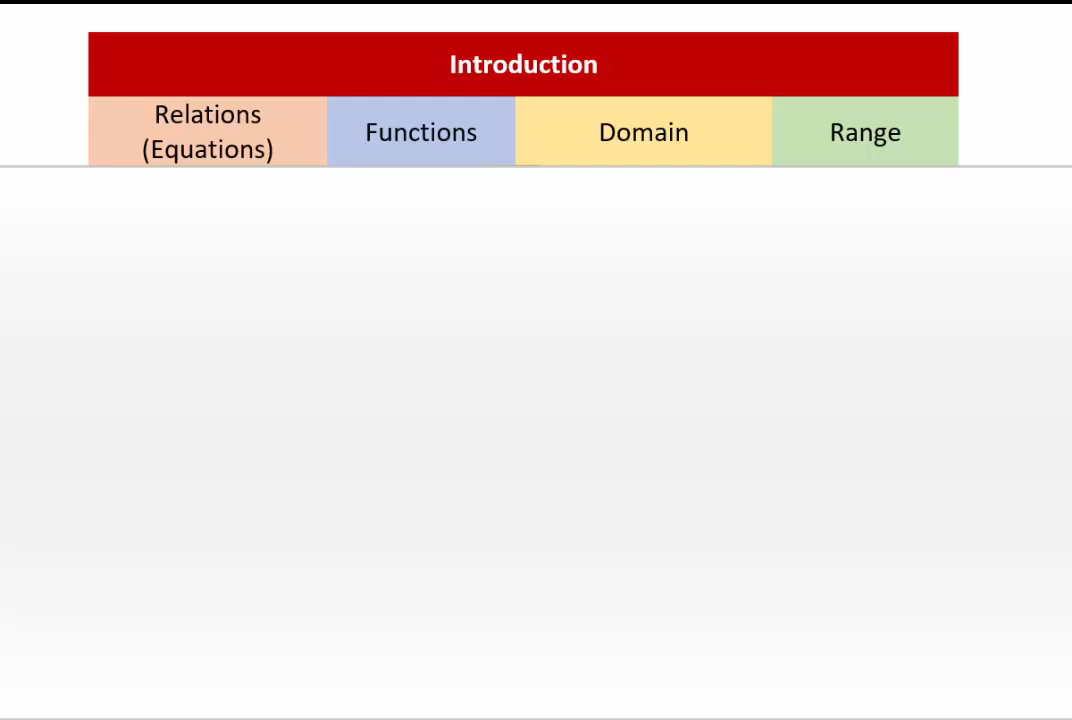 Introduction
Relations
(Equations)
Functions
Domain
Range